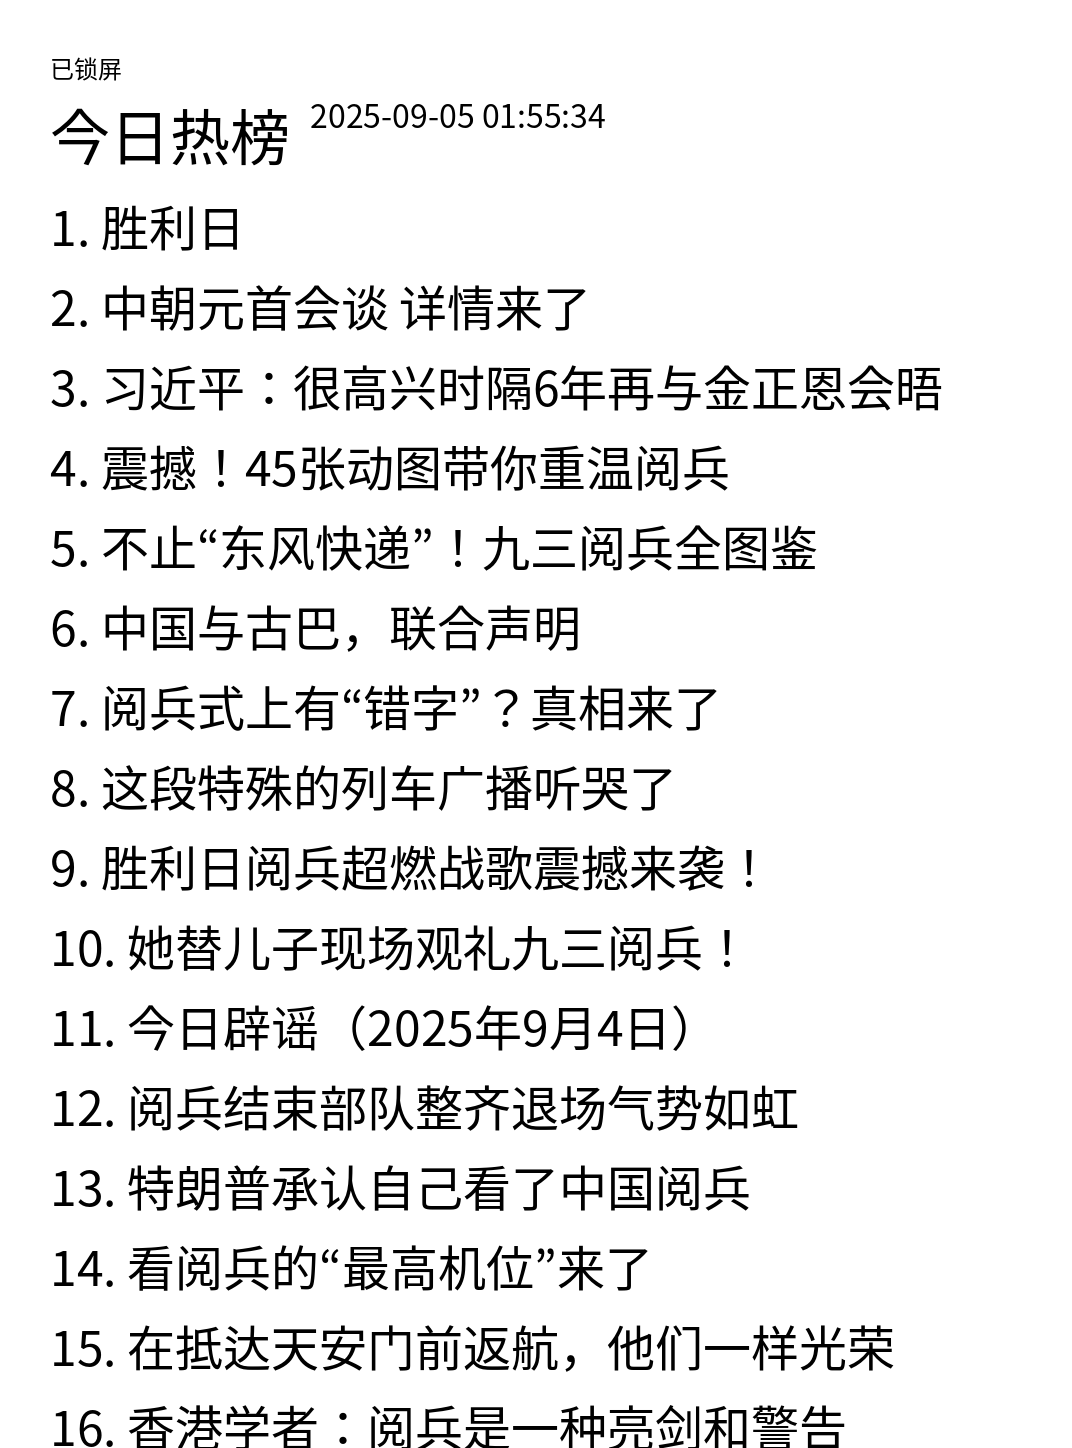 已锁屏
今日热榜 2025-09-05 01:55:34
1. 胜利日
2. 中朝元首会谈 详情来了
3. 习近平：很高兴时隔6年再与金正恩会晤
4. 震撼！45张动图带你重温阅兵
5. 不止“东风快递”！九三阅兵全图鉴
6. 中国与古巴，联合声明
7. 阅兵式上有“错字”？真相来了
8. 这段特殊的列车广播听哭了
9. 胜利日阅兵超燃战歌震撼来袭！
10. 她替儿子现场观礼九三阅兵！
11. 今日辟谣（2025年9月4日）
12. 阅兵结束部队整齐退场气势如虹
13. 特朗普承认自己看了中国阅兵
14. 看阅兵的“最高机位”来了
15. 在抵达天安门前返航，他们一样光荣
16. 香港学者：阅兵是一种亮剑和警告